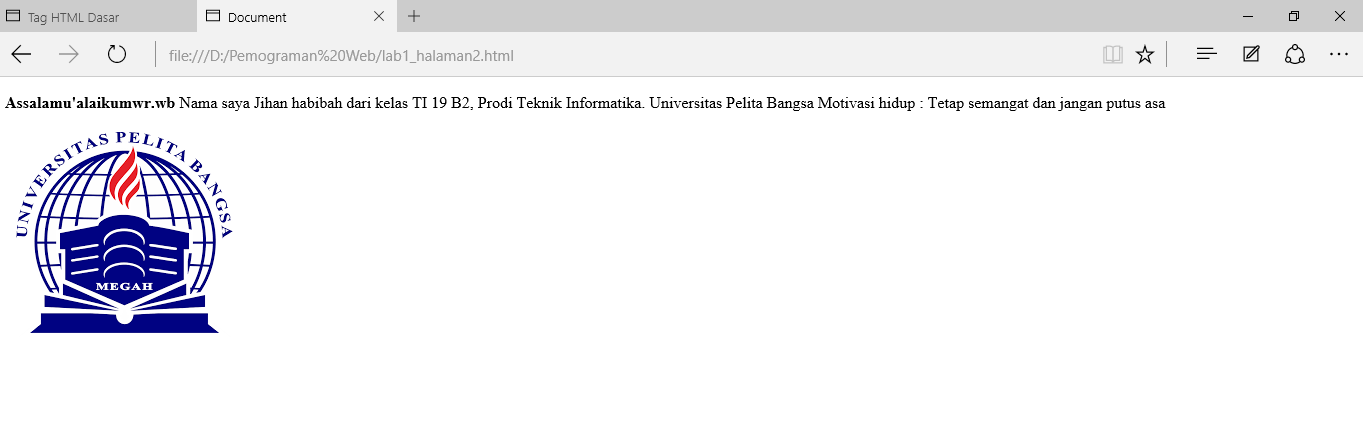 Tag HTML Dasar
Document
file:///D:/Pemograman%20Web/lab1_halaman2.html
Assalamu'alaikumwr.wb Nama saya Jihan habibah dari kelas TI 19 B2, Prodi Teknik Informatika. Universitas Pelita Bangsa Motivasi hidup : Tetap semangat dan jangan putus asa
UNIVERSITAS PELITA BANGSA
MEGAH